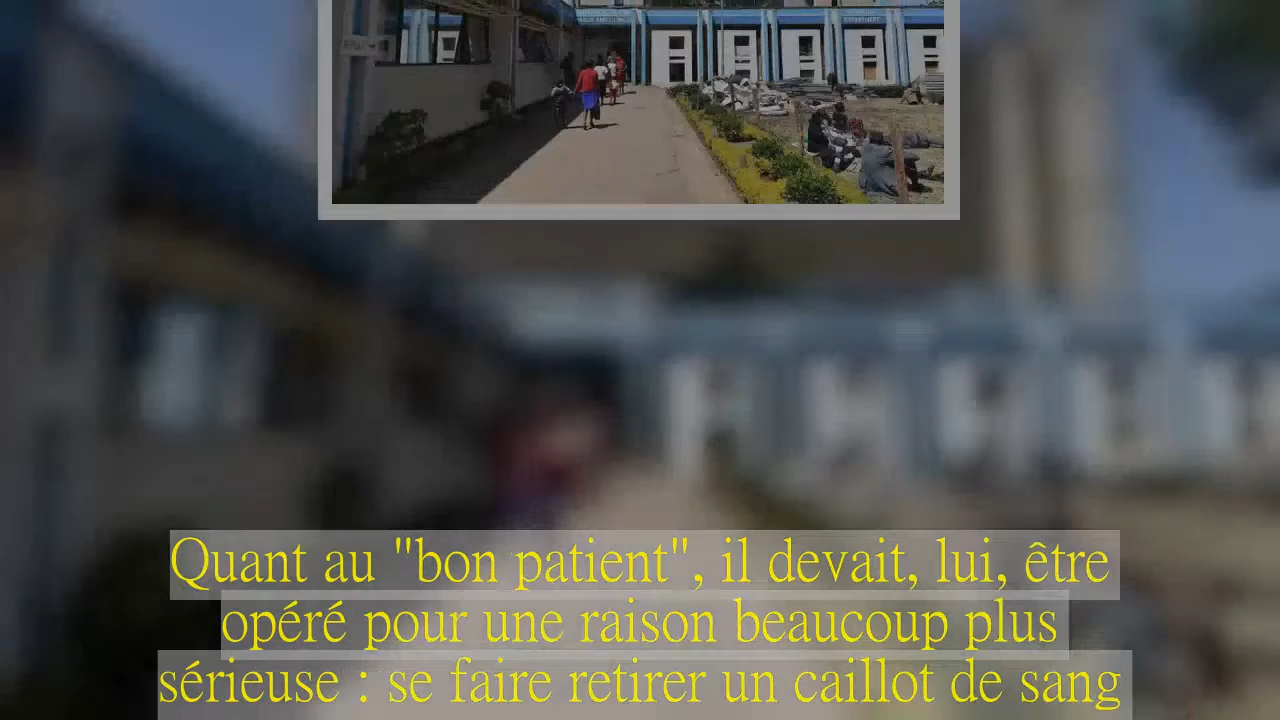 Quant au "bon patient", il devait, lui, être
opéré pour une raison beaucoup plus
sérieuse : se faire retirer un caillot de sang